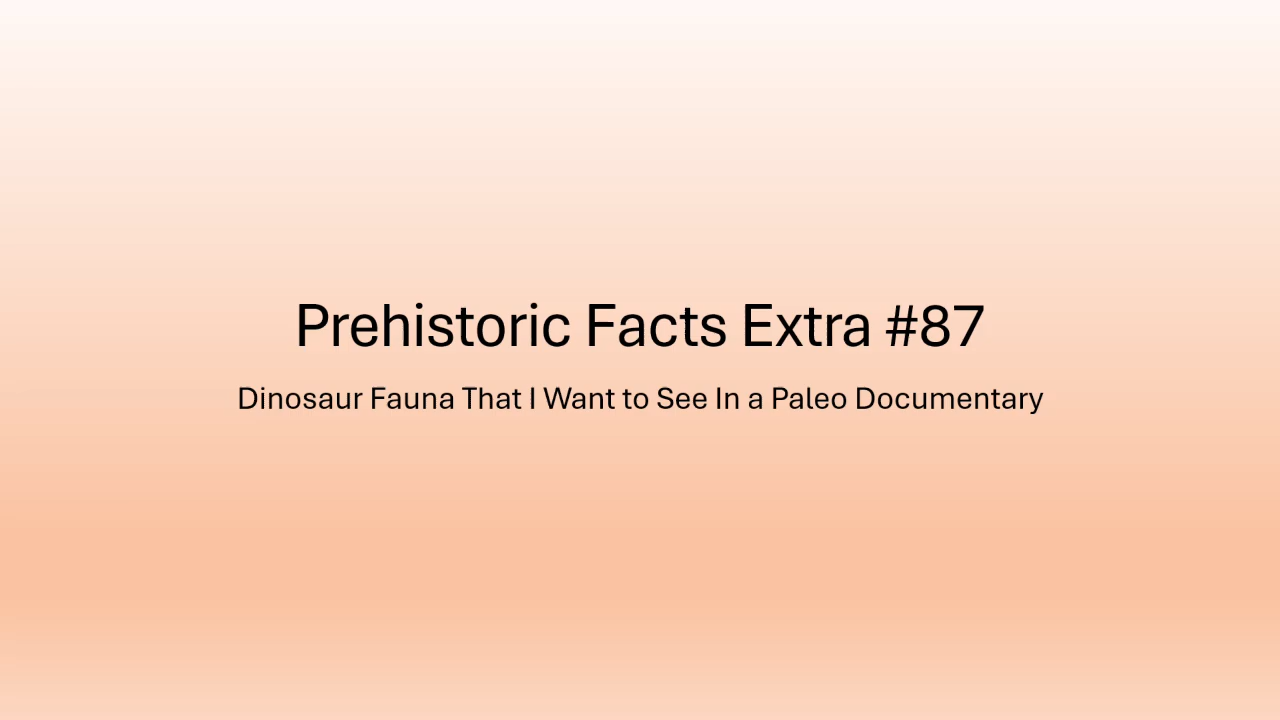 Prehistoric Facts Extra #87
Dinosaur Fauna That I Want to See In a Paleo Documentary